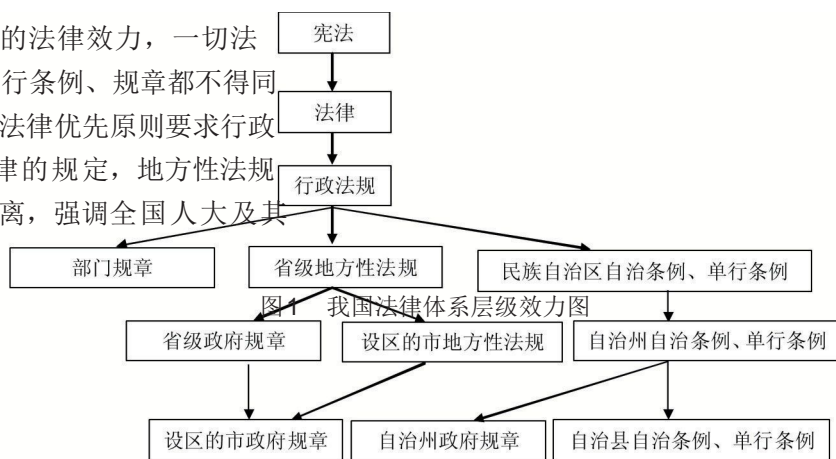 的法律效力，一切法
行条例、规章都不得同
法律优先原则要求行政
律的规定，地方性法规
离，强调全国人大及其
宪法
法律
行政法规
部门规章
省级地方性法规
民族自治区自治条例、单行条例
图1 我国法律体系层级效力图
省级政府规章
设区的市地方性法规
自治州自治条例、单行条例
设区的市政府规章
自治州政府规章
自治县自治条例、单行条例